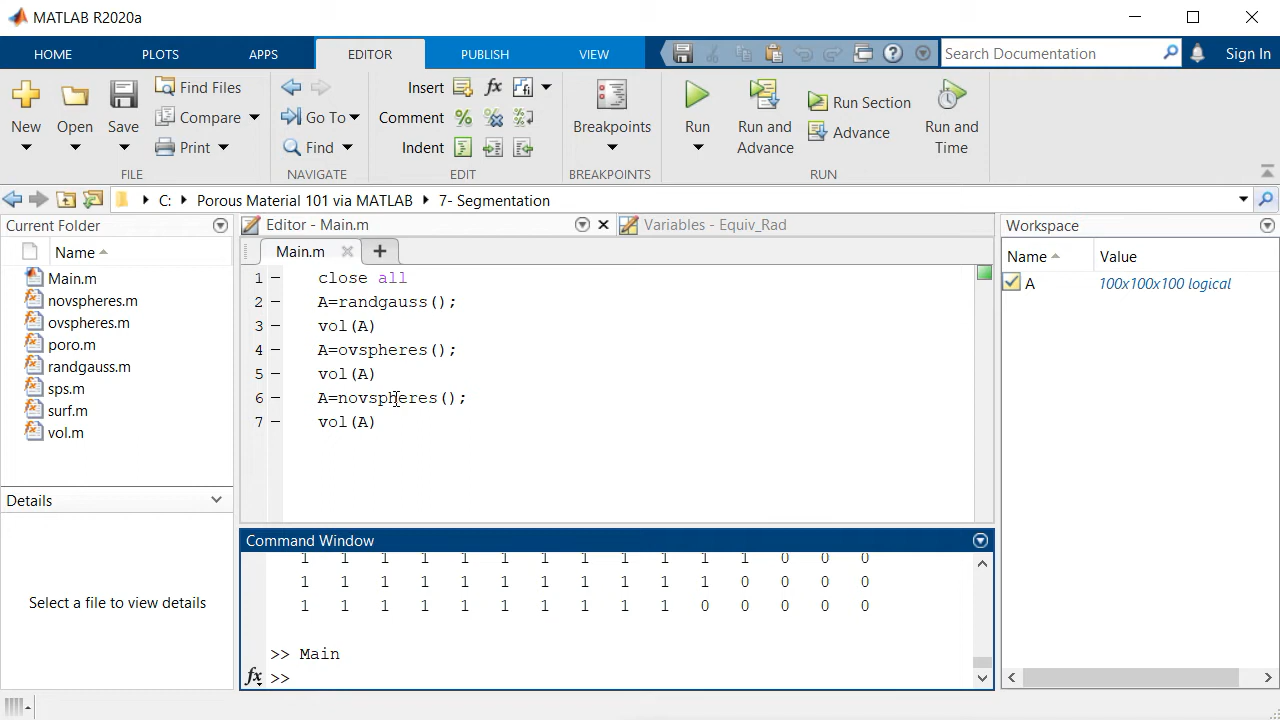 MATLAB R2020a
HOME PLOTS APPS EDITOR PUBLISH VIEW Search Documentation Sign In
New Open Save Find Files Compare Print
Go To Find
Insert fx Comment % Indent
Breakpoints
Run Run and Advance Run Section Advance Run and Time
FILE NAVIGATE EDIT BREAKPOINTS RUN
C: Porous Material 101 via MATLAB 7- Segmentation
Current Folder
Name
Main.m
novspheres.m
ovspheres.m
poro.m
randgauss.m
sps.m
surf.m
vol.m
Details
Select a file to view details
Editor - Main.m Variables - Equiv_Rad
Main.m +
1 – close all
2 – A=randgauss();
3 – vol(A)
4 – A=ovspheres();
5 – vol(A)
6 – A=novspheres();
7 – vol(A)
Command Window
1 1 1 1 1 1 1 1 1 1 1 1 0 0 0
1 1 1 1 1 1 1 1 1 1 1 0 0 0 0
1 1 1 1 1 1 1 1 1 1 0 0 0 0 0
>> Main
fx >>
Workspace
Name Value
A 100x100x100 logical